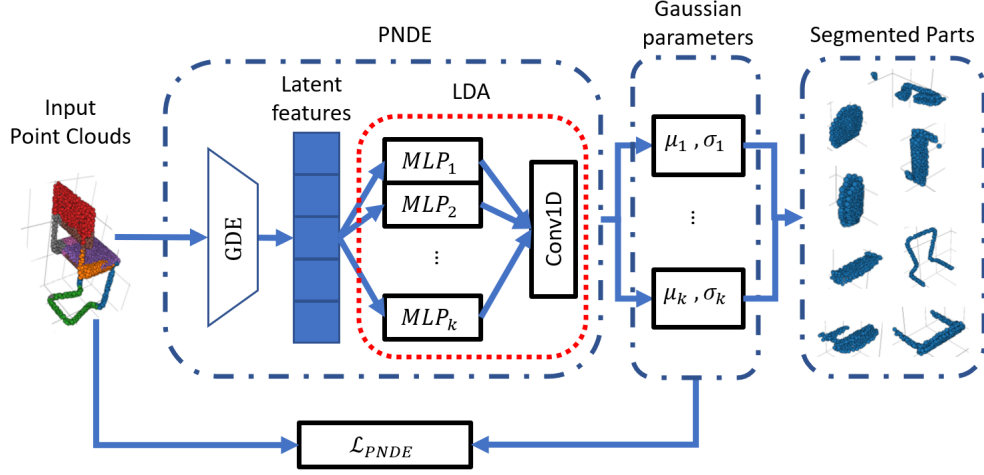 Gaussian
parameters
PNDE
Segmented Parts
Latent
features
LDA
Input
Point Clouds
GDE
MLP₁
MLP₂
⋮
MLPₖ
Conv1D
μ₁ , σ₁
⋮
μₖ , σₖ
ℒ_PNDE